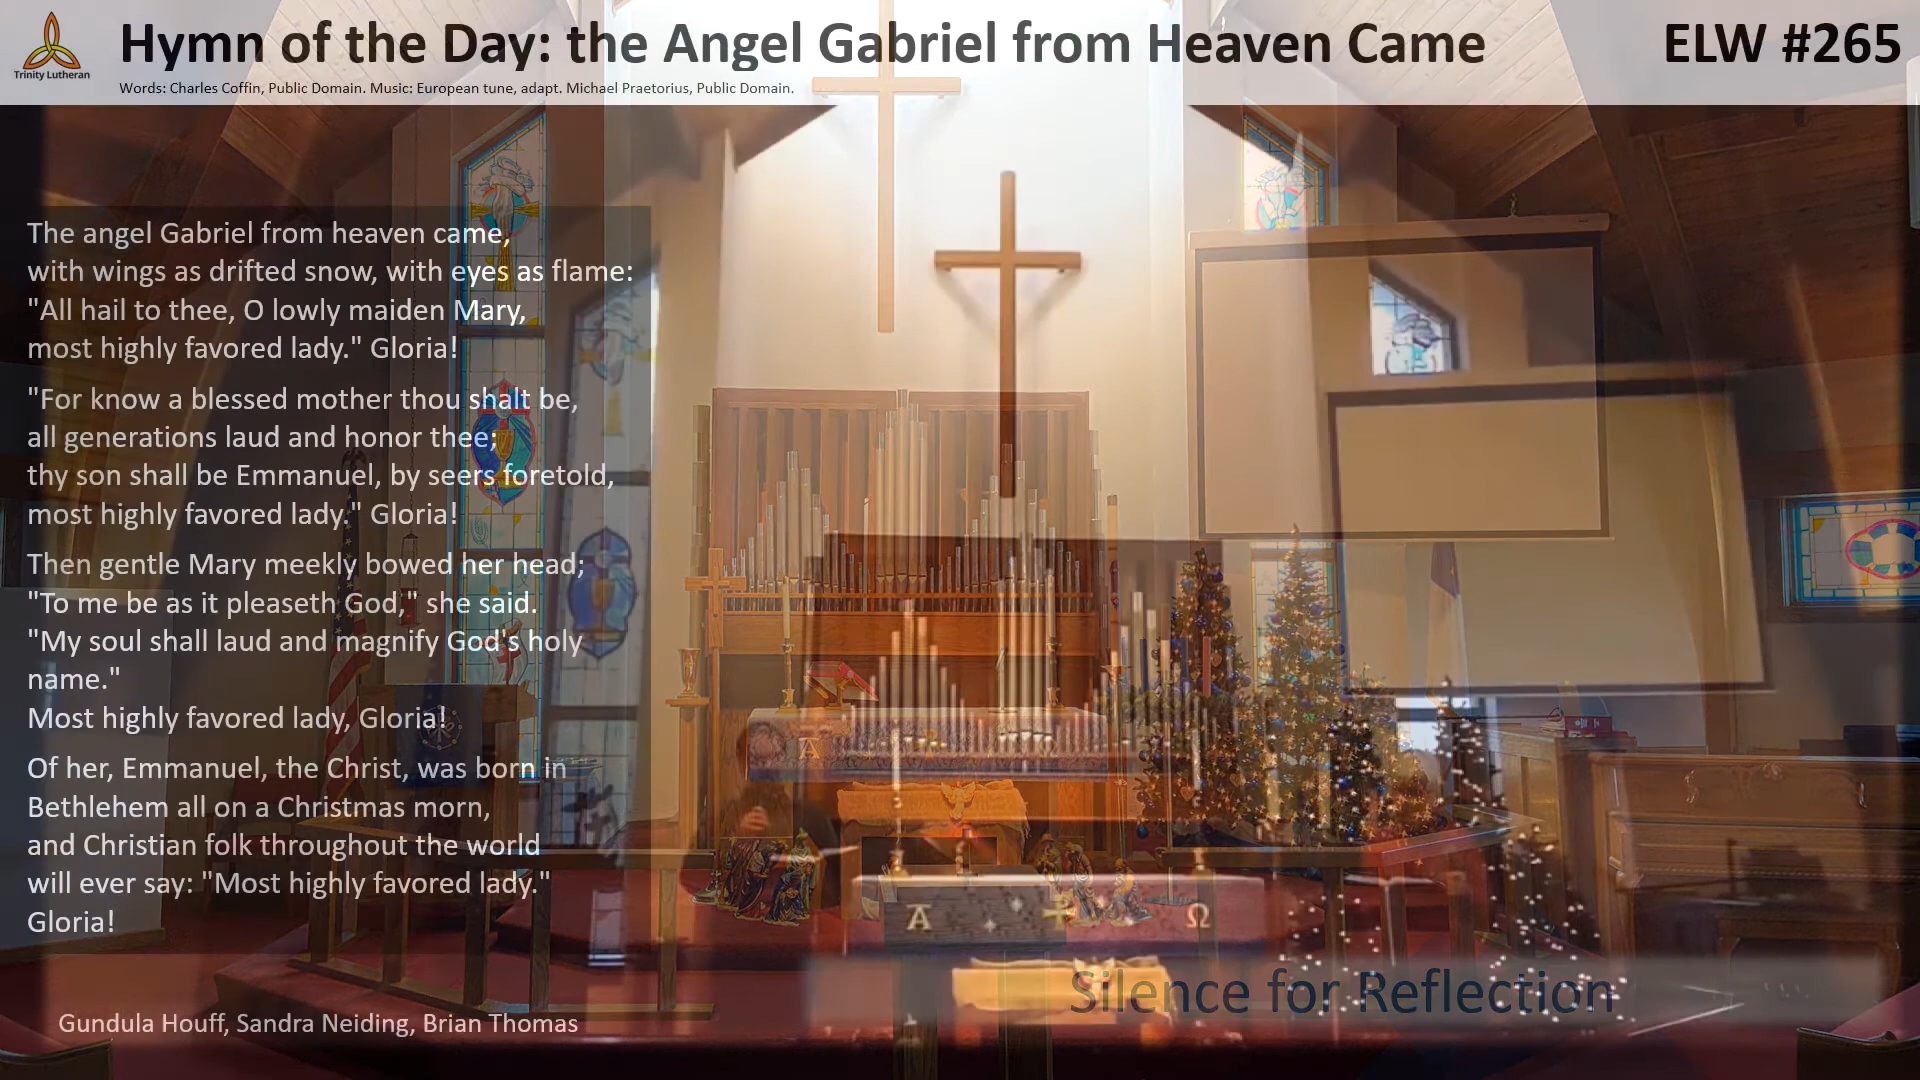 Hymn of the Day: the Angel Gabriel from Heaven Came
ELW #265
Trinity Lutheran
Words: Charles Coffin, Public Domain. Music: European tune, adapt. Michael Praetorius, Public Domain.
The angel Gabriel from heaven came,
with wings as drifted snow, with eyes as flame:
"All hail to thee, O lowly maiden Mary,
most highly favored lady." Gloria!
"For know a blessed mother thou shalt be,
all generations laud and honor thee;
thy son shall be Emmanuel, by seers foretold,
most highly favored lady." Gloria!
Then gentle Mary meekly bowed her head;
"To me be as it pleaseth God," she said.
"My soul shall laud and magnify God's holy
name."
Most highly favored lady, Gloria!
Of her, Emmanuel, the Christ, was born in
Bethlehem all on a Christmas morn,
and Christian folk throughout the world
will ever say: "Most highly favored lady."
Gloria!
Α
Α Ω
Silence for Reflection
Gundula Houff, Sandra Neiding, Brian Thomas